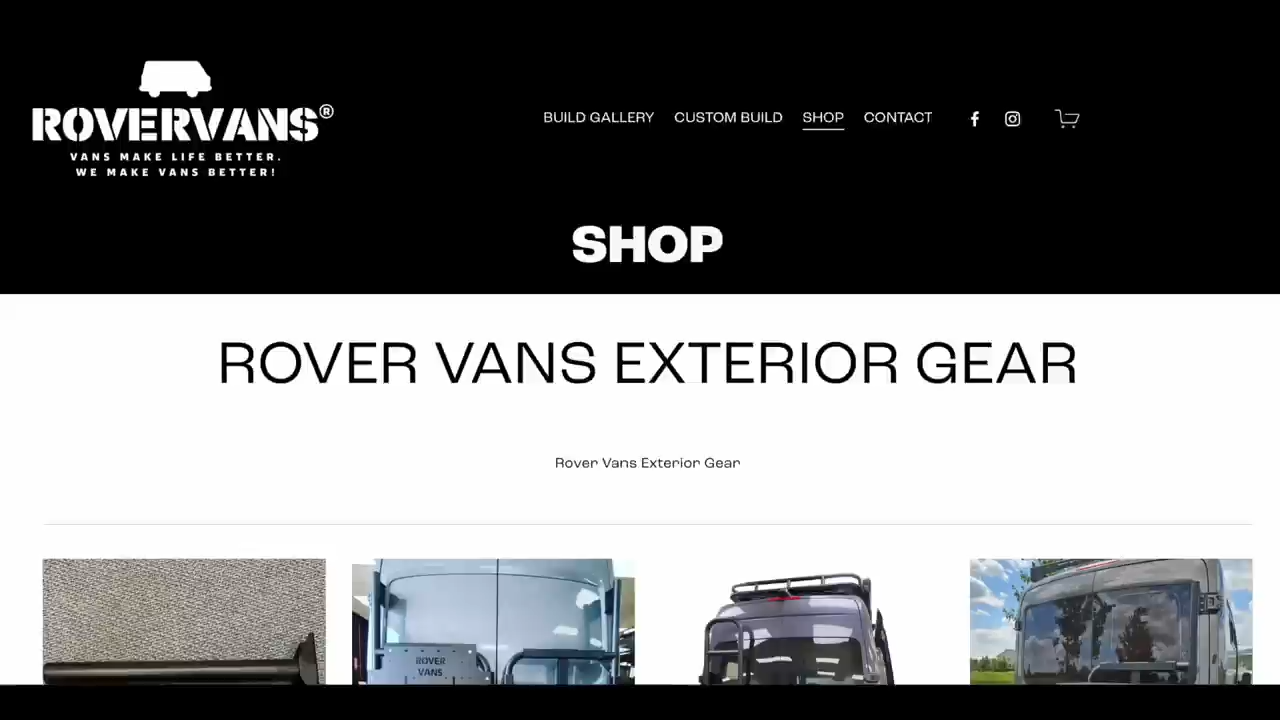 ROVERVANS®
VANS MAKE LIFE BETTER.
WE MAKE VANS BETTER!
BUILD GALLERY CUSTOM BUILD SHOP CONTACT
SHOP
ROVER VANS EXTERIOR GEAR
Rover Vans Exterior Gear
ROVER
VANS